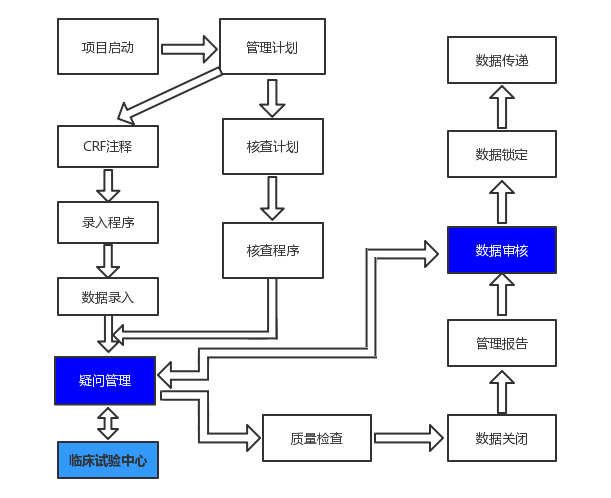 项目启动
管理计划
数据传递
CRF注释
核查计划
数据锁定
录入程序
核查程序
数据审核
数据录入
管理报告
疑问管理
质量检查
数据关闭
临床试验中心